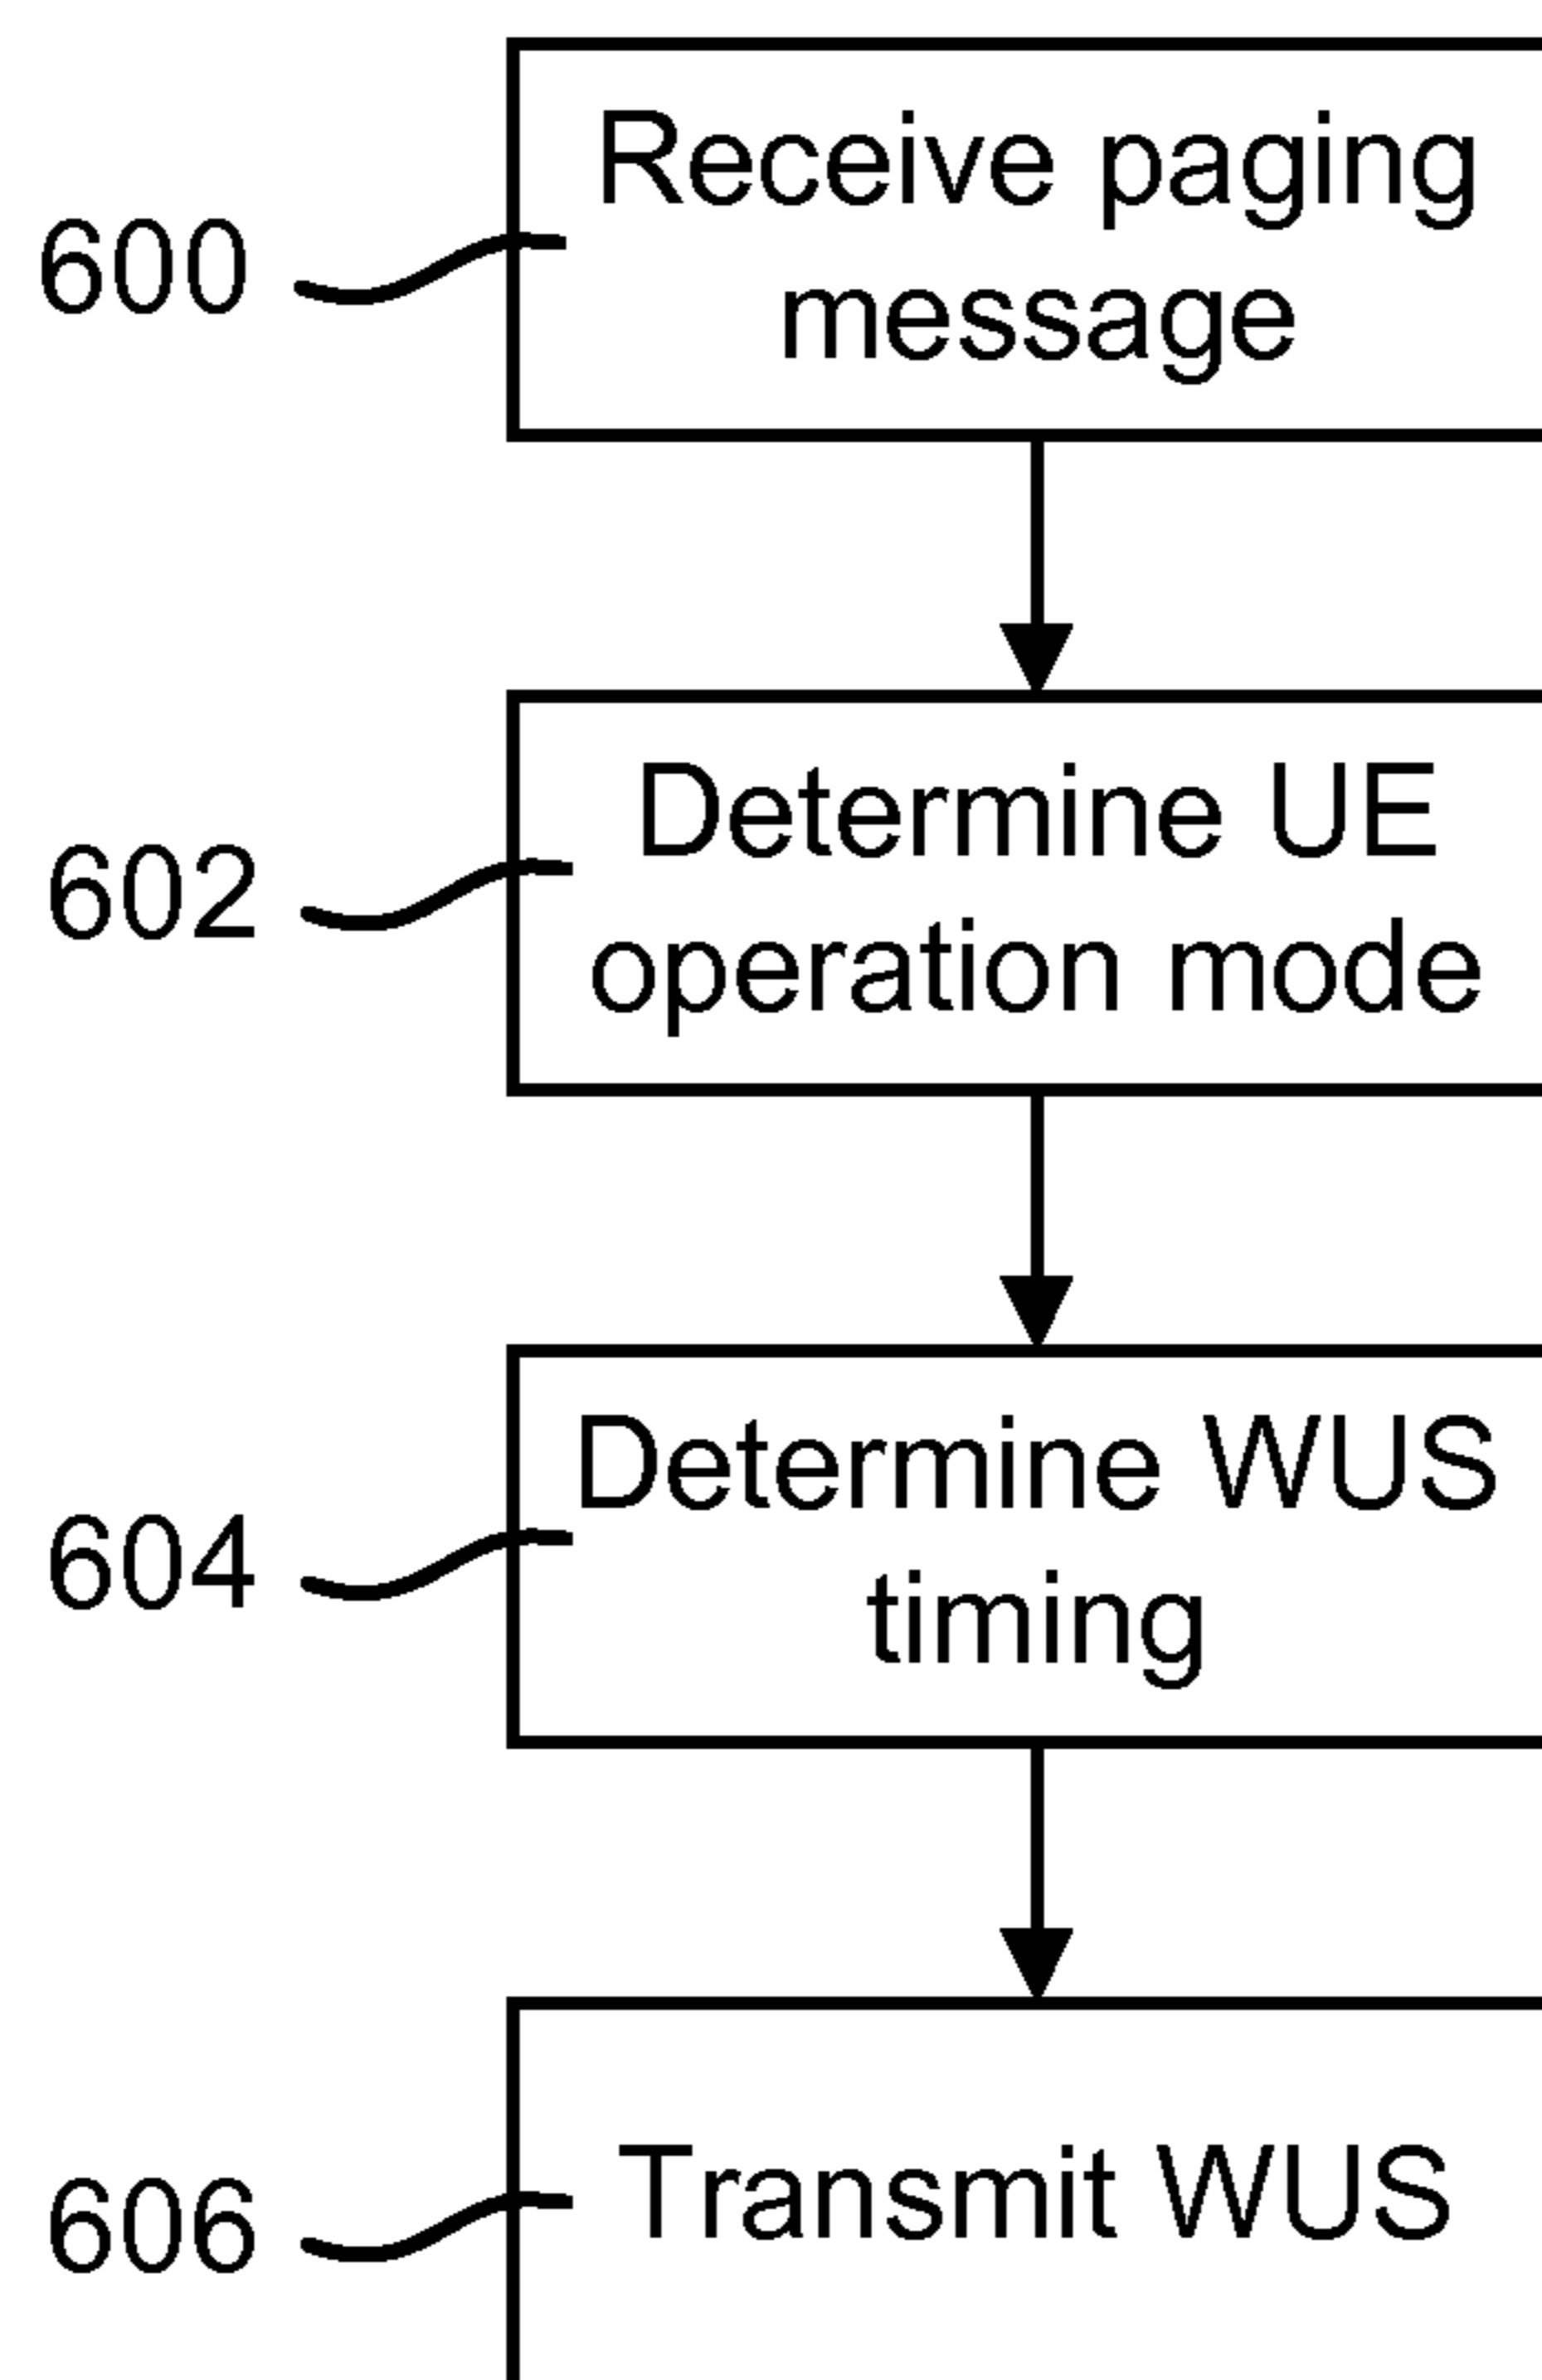 600
Receive paging
message
602
Determine UE
operation mode
604
Determine WUS
timing
606
Transmit WUS